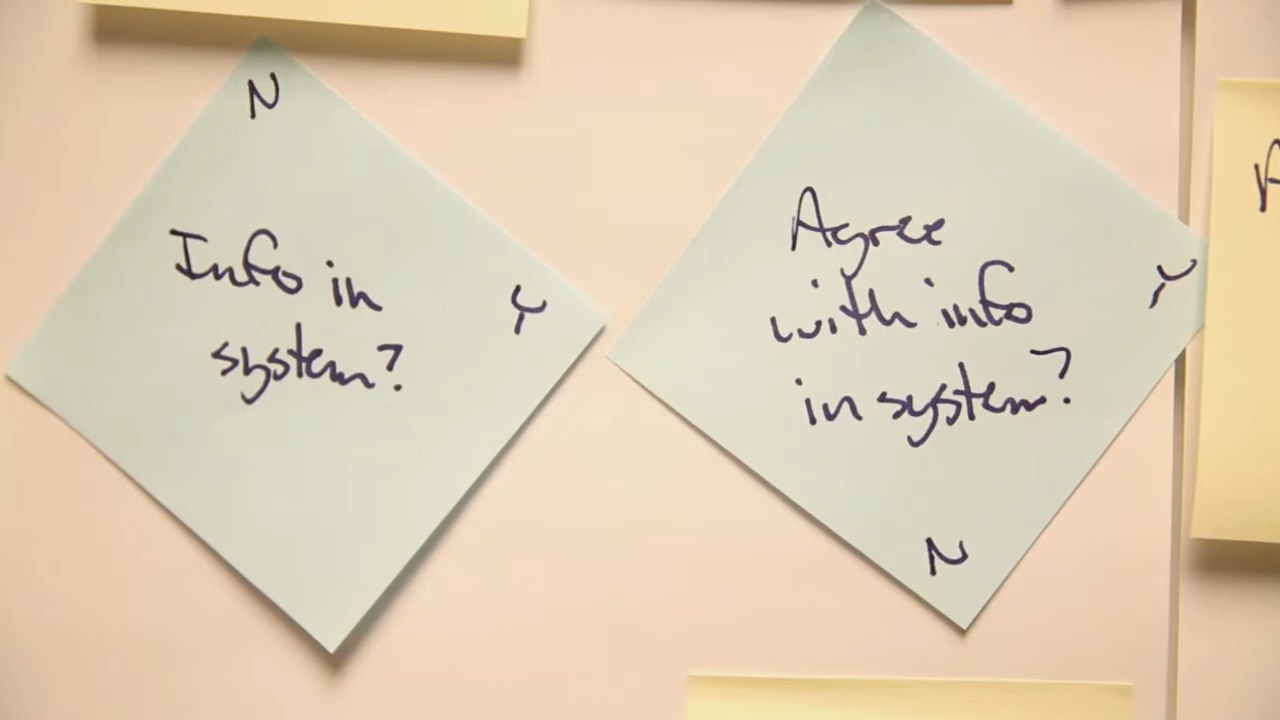 N
Info in
system?
Y
Agree
with info
in system?
Y
N
A